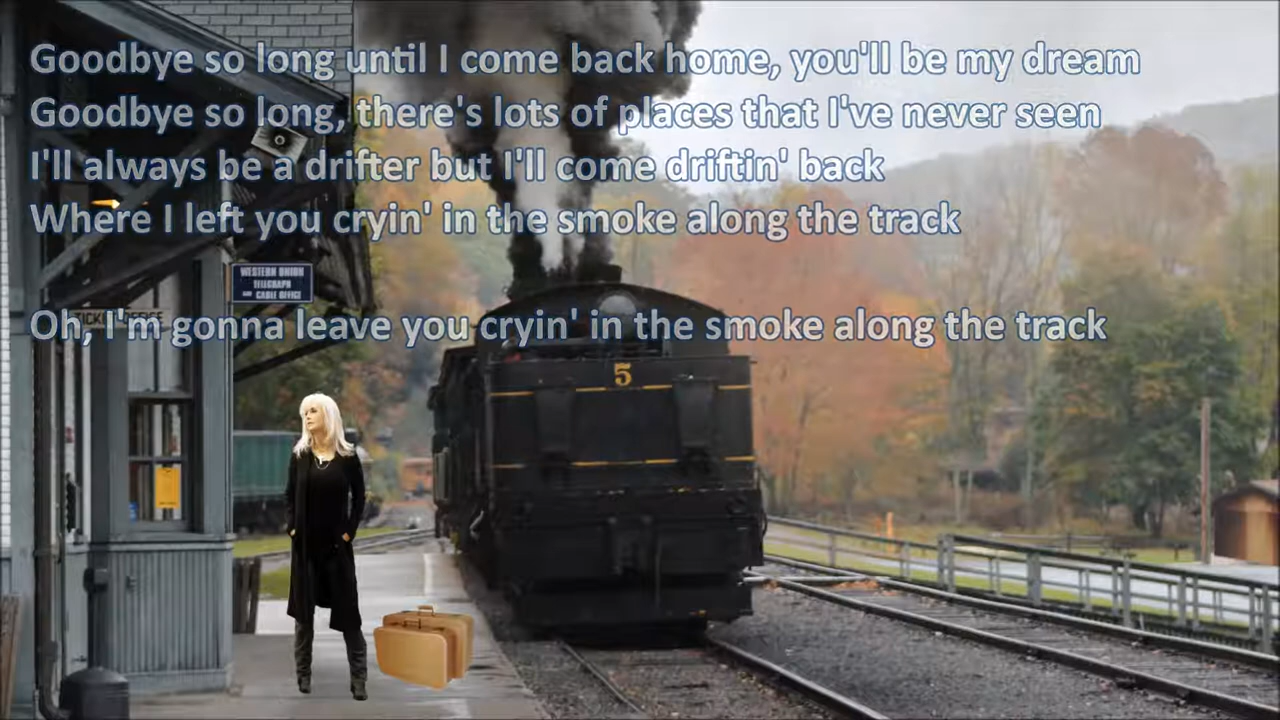 Goodbye so long until I come back home, you'll be my dream
Goodbye so long, there's lots of places that I've never seen
I'll always be a drifter but I'll come driftin' back
Where I left you cryin' in the smoke along the track
WESTERN UNION
TELEGRAPH
AND CABLE OFFICE
TICKET OFFICE
Oh, I'm gonna leave you cryin' in the smoke along the track
5